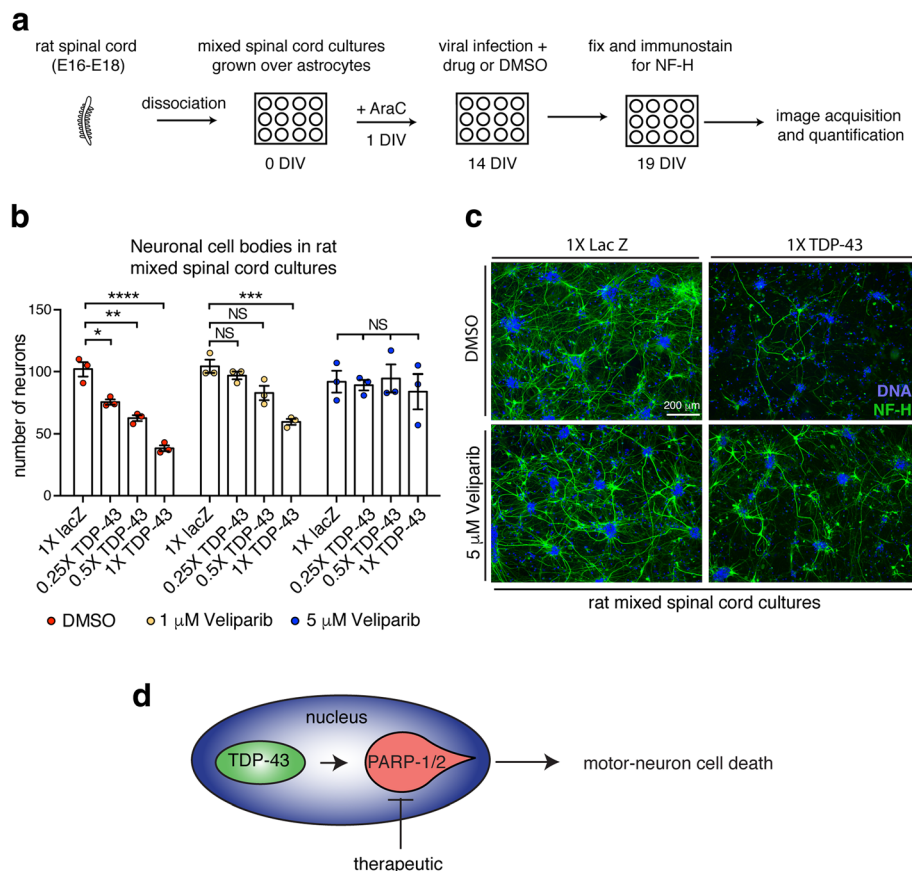 a
rat spinal cord
(E16-E18)
dissociation
mixed spinal cord cultures
grown over astrocytes
0 DIV
+ AraC
1 DIV
viral infection +
drug or DMSO
14 DIV
fix and immunostain
for NF-H
19 DIV
image acquisition
and quantification
b
Neuronal cell bodies in rat
mixed spinal cord cultures
number of neurons
150
100
50
0
****
**
*
***
NS
NS
NS
1X lacZ
0.25X TDP-43
0.5X TDP-43
1X TDP-43
1X lacZ
0.25X TDP-43
0.5X TDP-43
1X TDP-43
1X lacZ
0.25X TDP-43
0.5X TDP-43
1X TDP-43
DMSO
1 μM Veliparib
5 μM Veliparib
c
1X Lac Z
1X TDP-43
DMSO
5 μM Veliparib
200 μm
DNA
NF-H
rat mixed spinal cord cultures
d
nucleus
TDP-43
PARP-1/2
motor-neuron cell death
therapeutic